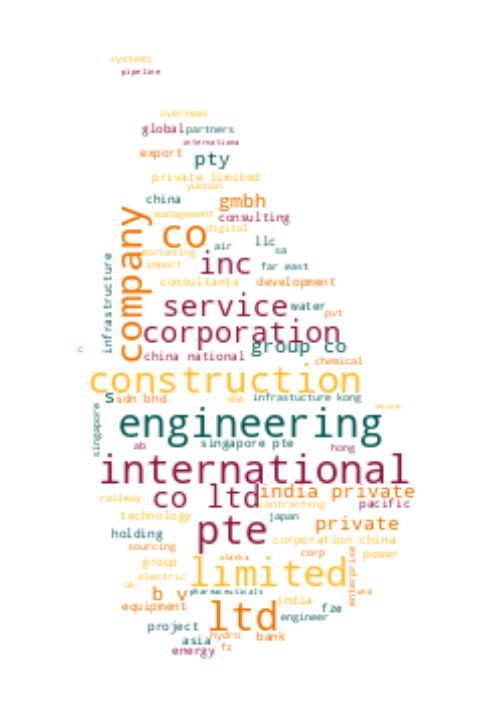 systems
pipeline
overseas
global partners
internationa
export
pty
private limited
yunnan
china
gmbh
management
consulting
company
co
digital
llc
air
sa
marketing
inc
import
far east
infrastructure
consultants
development
service
water
pvt
corporation
group co
c
china national
chemical
construction
s
sdn bhd
de
infrastucture kong
singapore
engineering
ab
singapore pte
hong
international
co ltd
india private
railway
contracting
pacific
technology
japan
private
pte
holding
corporation china
sourcing
corp
power
lanka
group
limited
enterprise
electric
uk
b v
pharmaceuticals
equipment
ltd
india
fze
engineer
project
hydro
bank
asia
energy
fz